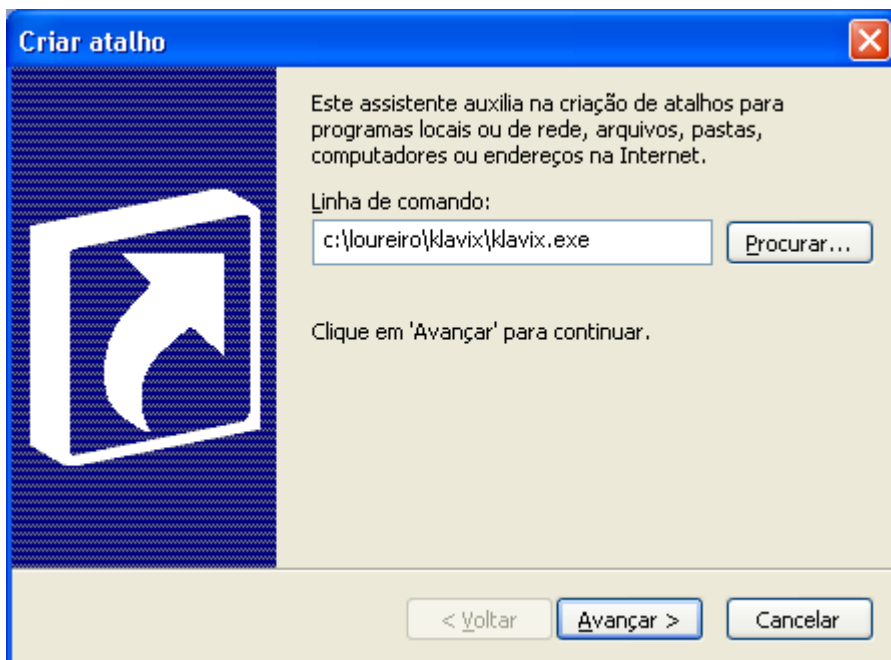 Criar atalho
Este assistente auxilia na criação de atalhos para
programas locais ou de rede, arquivos, pastas,
computadores ou endereços na Internet.
Linha de comando:
c:\loureiro\klavix\klavix.exe
Procurar...
Clique em 'Avançar' para continuar.
< Voltar
Avançar >
Cancelar